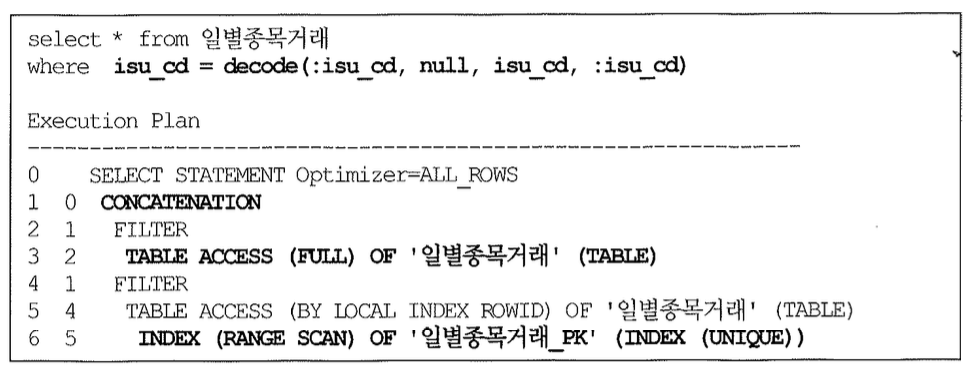 select * from 일별종목거래
where isu_cd = decode(:isu_cd, null, isu_cd, :isu_cd)
Execution Plan
------------------------------------------------------------
0 SELECT STATEMENT Optimizer=ALL_ROWS
1 0 CONCATENATION
2 1 FILTER
3 2 TABLE ACCESS (FULL) OF '일별종목거래' (TABLE)
4 1 FILTER
5 4 TABLE ACCESS (BY LOCAL INDEX ROWID) OF '일별종목거래' (TABLE)
6 5 INDEX (RANGE SCAN) OF '일별종목거래_PK' (INDEX (UNIQUE))